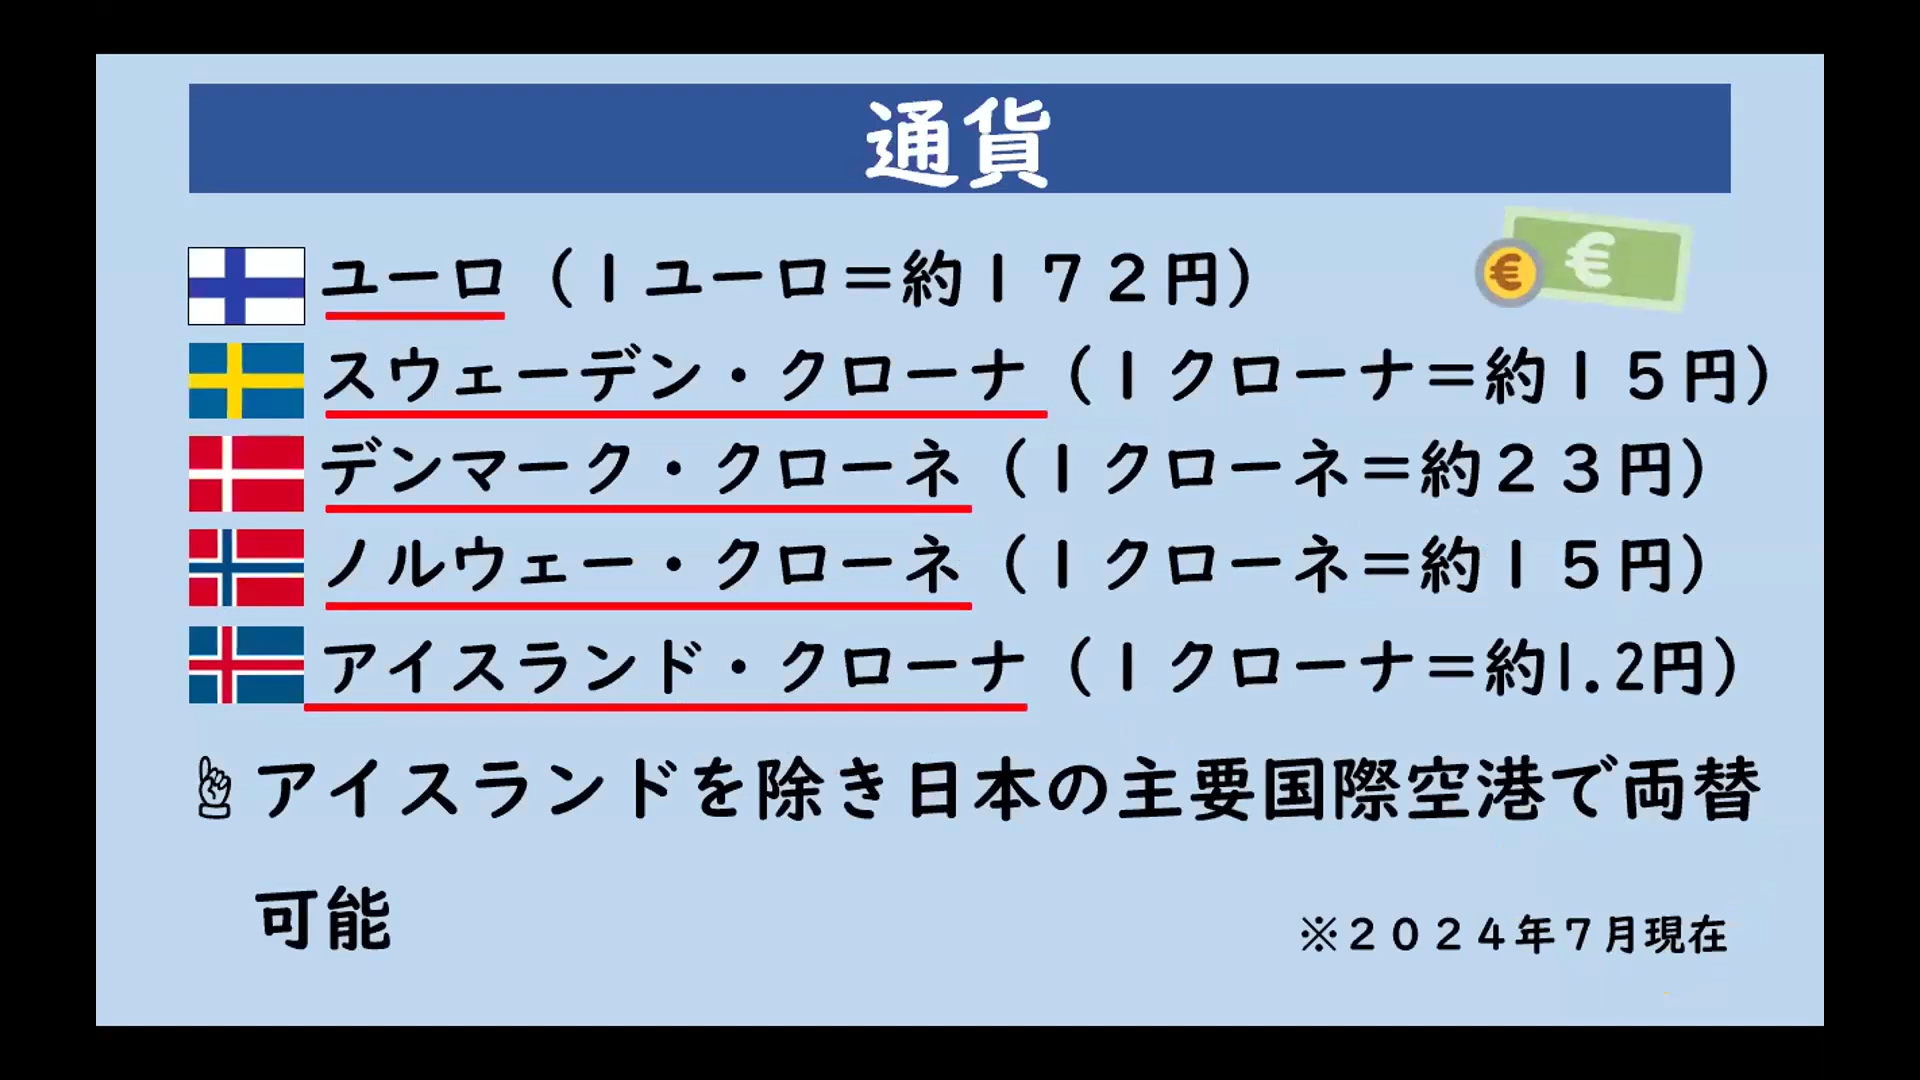 通貨
ユーロ（１ユーロ＝約１７２円）
スウェーデン・クローナ（１クローナ＝約１５円）
デンマーク・クローネ（１クローネ＝約２３円）
ノルウェー・クローネ（１クローネ＝約１５円）
アイスランド・クローナ（１クローナ＝約1.2円）
☝アイスランドを除き日本の主要国際空港で両替
可能
※２０２４年７月現在